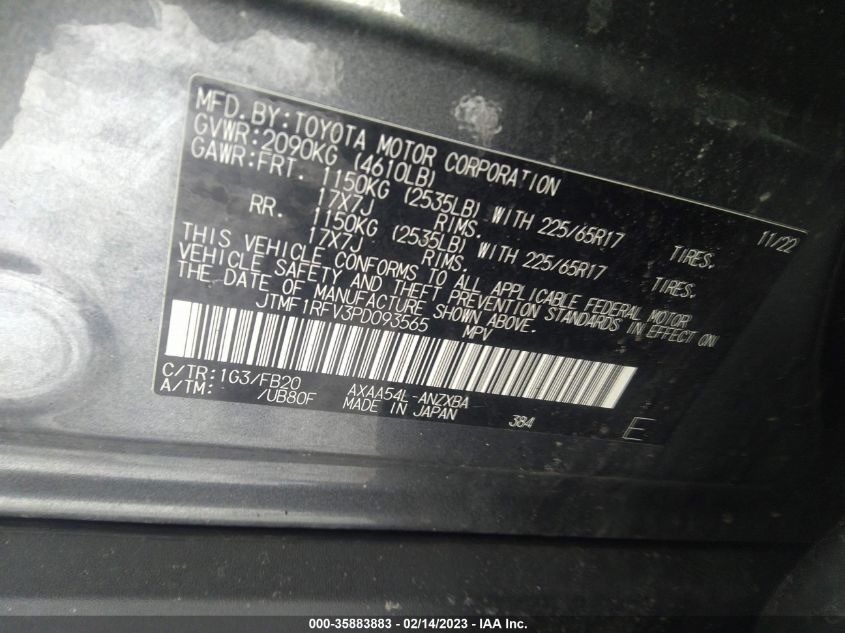 MFD. BY: TOYOTA MOTOR CORPORATION 11/22
GVWR: 2090KG (4610LB)
GAWR: FRT. 1150KG (2535LB) WITH 225/65R17 TIRES,
17X7J RIMS.
RR. 1150KG (2535LB) WITH 225/65R17 TIRES,
17X7J RIMS.
THIS VEHICLE CONFORMS TO ALL APPLICABLE FEDERAL MOTOR
VEHICLE SAFETY AND THEFT PREVENTION STANDARDS IN EFFECT ON
THE DATE OF MANUFACTURE SHOWN ABOVE.
JTMF1RFV3PD093565 MPV
C/TR: 1G3/FB20 AXAA54L-ANZXBA
A/TM: /UB80F MADE IN JAPAN 384 E
000-35883883 - 02/14/2023 - IAA Inc.